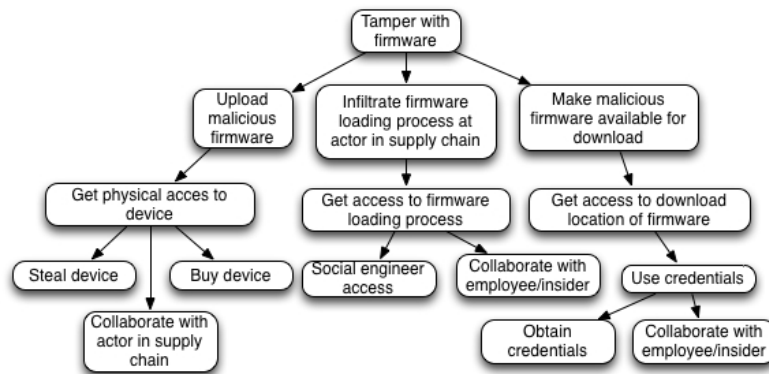 Tamper with
firmware
Upload
malicious
firmware
Infiltrate firmware
loading process at
actor in supply chain
Make malicious
firmware available for
download
Get physical acces to
device
Get access to firmware
loading process
Get access to download
location of firmware
Steal device
Buy device
Social engineer
access
Collaborate with
employee/insider
Use credentials
Collaborate with
actor in supply
chain
Obtain
credentials
Collaborate with
employee/insider